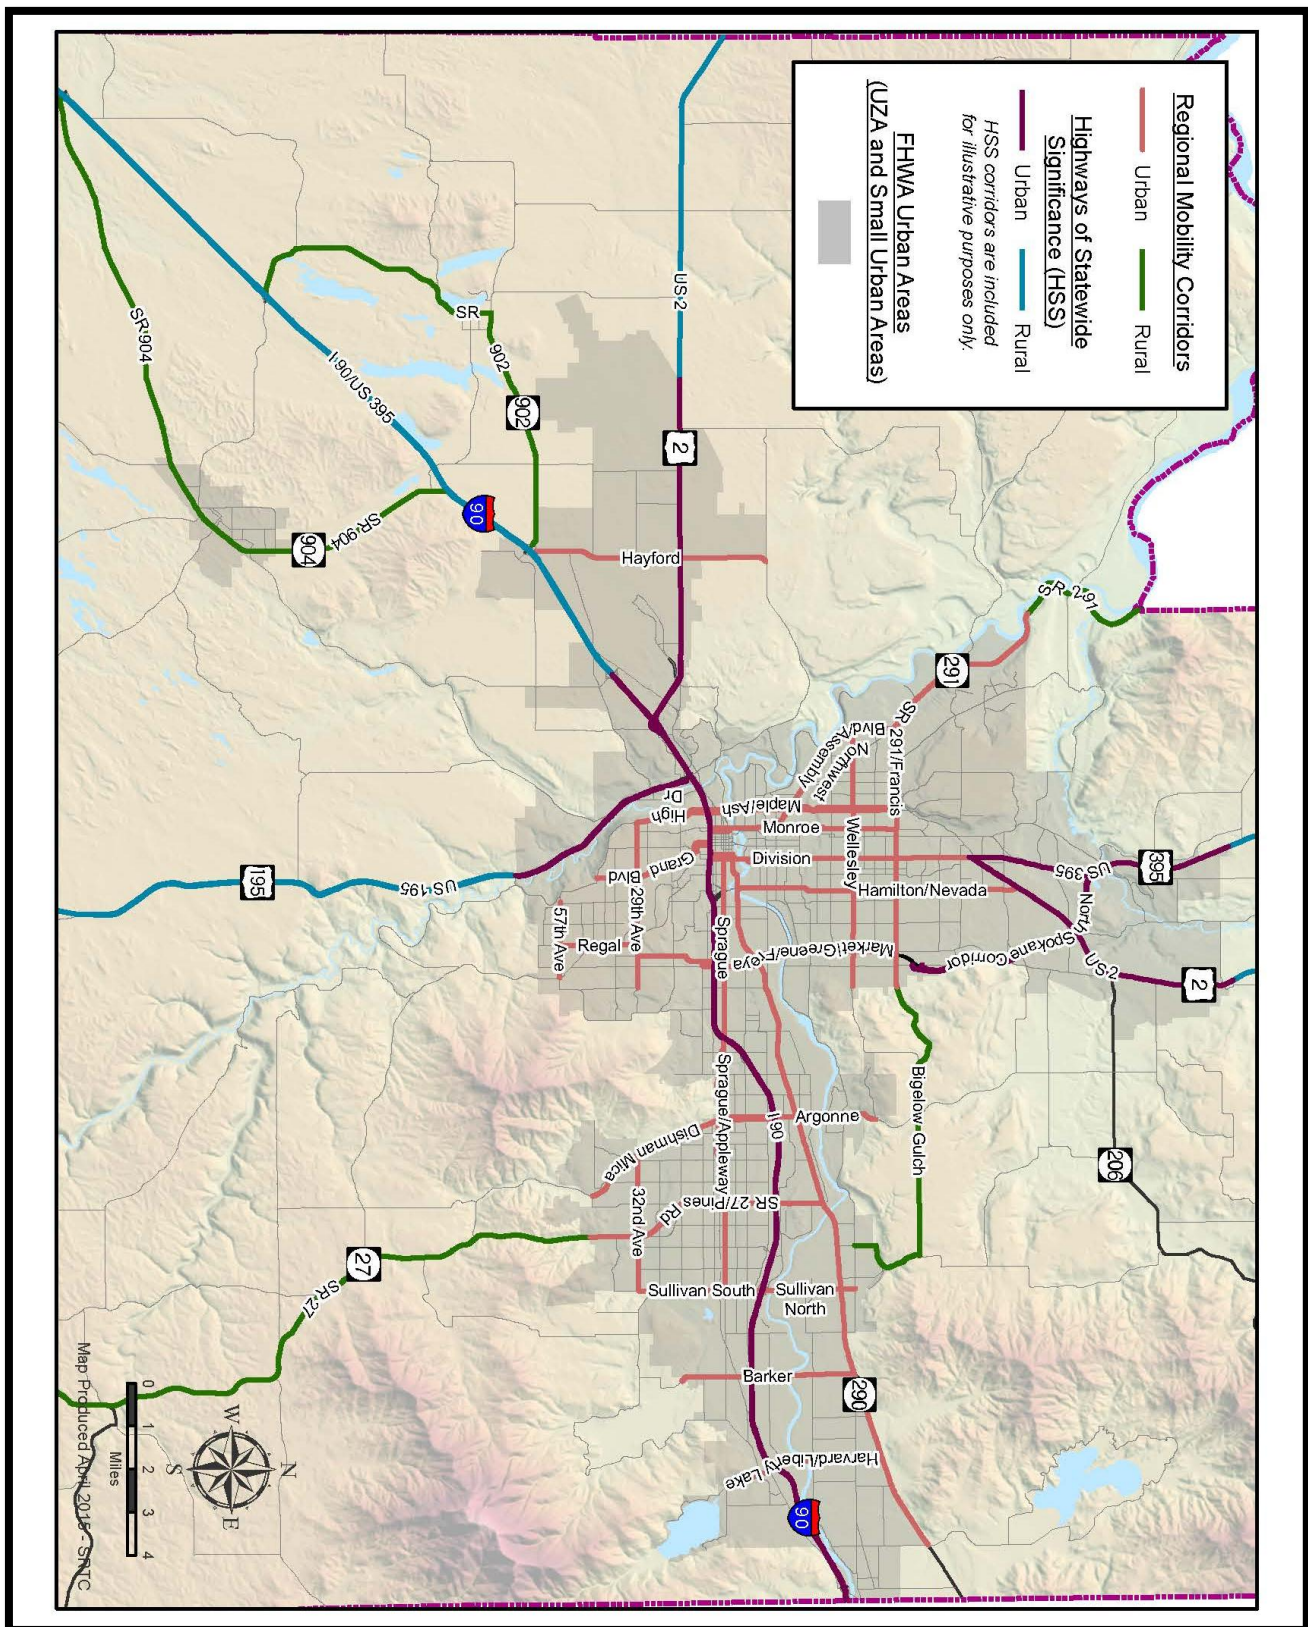 Regional Mobility Corridors
Urban
Rural
Highways of Statewide
Significance (HSS)
Urban
Rural
HSS corridors are included
for illustrative purposes only.
FHWA Urban Areas
(UZA and Small Urban Areas)
US 2
2
SR 904
I-90/US 395
SR
902
902
90
SR 904
904
Hayford
SR 291
291
SR 291/Francis
Northwest
Blvd/Assembly
Maple/Ash
Monroe
Wellesley
Division
Hamilton/Nevada
High
Dr
Grand
Blvd
29th Ave
57th Ave
Regal
US 195
195
Sprague
Market/Greene/Freya
US 395
395
North
Spokane Corridor
US 2
2
206
Bigelow Gulch
Argonne
I 90
Sprague/Appleway
Dishman Mica
32nd Ave
SR 27/Pines
Rd
Sullivan South
Sullivan
North
Barker
290
Harvard/Liberty Lake
90
27
SR 27
N
W
E
S
0
1
2
3
4
Miles
Map Produced April 2015 - SRTC